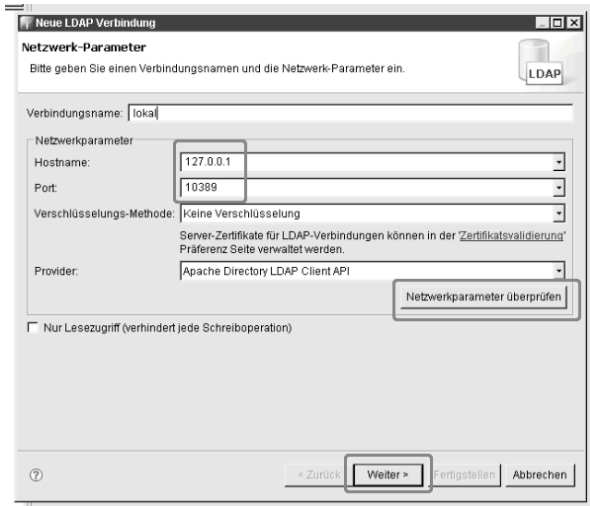 Neue LDAP Verbindung
Netzwerk-Parameter
Bitte geben Sie einen Verbindungsnamen und die Netzwerk-Parameter ein.
LDAP
Verbindungsname: lokal
Netzwerkparameter
Hostname: 127.0.0.1
Port: 10389
Verschlüsselungs-Methode: Keine Verschlüsselung
Server-Zertifikate für LDAP-Verbindungen können in der 'Zertifikatsvalidierung'
Präferenz Seite verwaltet werden.
Provider: Apache Directory LDAP Client API
Netzwerkparameter überprüfen
Nur Lesezugriff (verhindert jede Schreiboperation)
? < Zurück Weiter > Fertigstellen Abbrechen